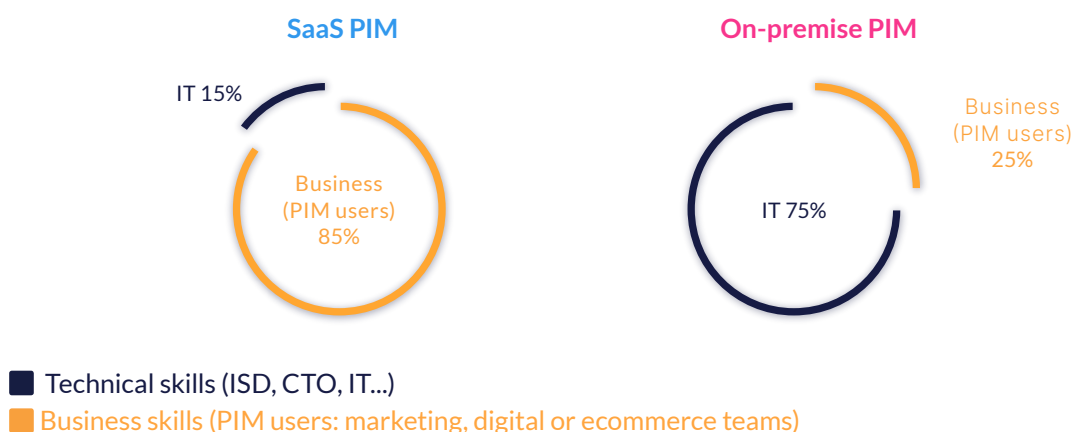 SaaS PIM
On-premise PIM
IT 15%
Business
(PIM users)
85%
Business
(PIM users)
25%
IT 75%
Technical skills (ISD, CTO, IT...)
Business skills (PIM users: marketing, digital or ecommerce teams)